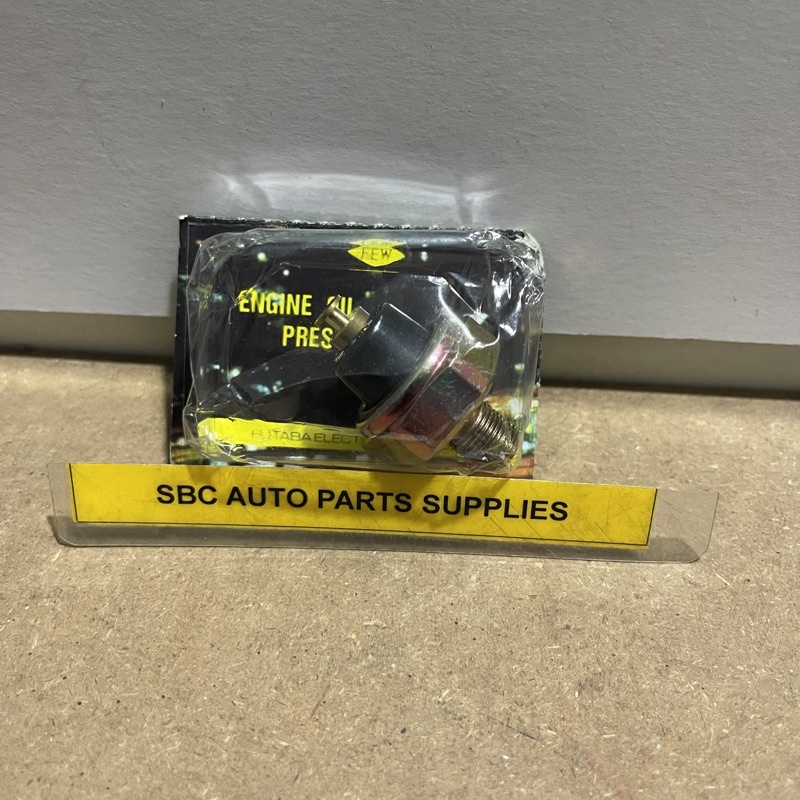 FEW
ENGINE OIL
PRES
FUTABA ELECT
SBC AUTO PARTS SUPPLIES